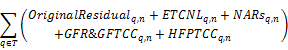 ∑_{q∈T} (OriginalResidual_{q,n} + ETCNL_{q,n} + NARs_{q,n}
+GFR&GFTCC_{q,n} + HFPTCC_{q,n})